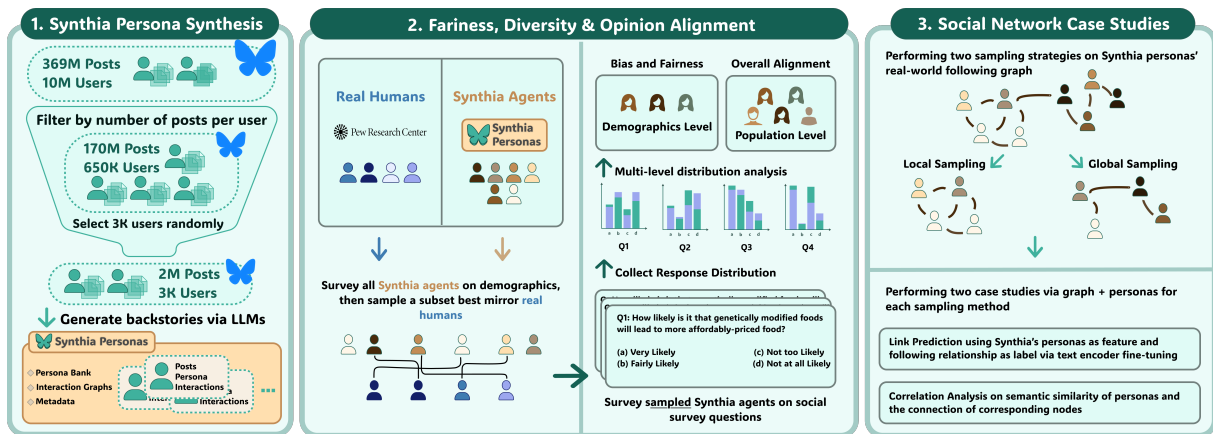 1. Synthia Persona Synthesis
369M Posts
10M Users
Filter by number of posts per user
170M Posts
650K Users
Select 3K users randomly
2M Posts
3K Users
Generate backstories via LLMs
Synthia Personas
Persona Bank
Interaction Graphs
Metadata
Posts
Persona
Interactions
Interactions
...
2. Fariness, Diversity & Opinion Alignment
Real Humans
Synthia Agents
Pew Research Center
Synthia
Personas
Survey all Synthia agents on demographics,
then sample a subset best mirror real
humans
Bias and Fairness
Overall Alignment
Demographics Level
Population Level
Multi-level distribution analysis
a b c d
a b c d
a b c d
a b c d
Q1
Q2
Q3
Q4
Collect Response Distribution
Q1: How likely is it that genetically modified foods
will lead to more affordably-priced food?
(a) Very Likely
(c) Not too Likely
(b) Fairly Likely
(d) Not at all Likely
Survey sampled Synthia agents on social
survey questions
3. Social Network Case Studies
Performing two sampling strategies on Synthia personas'
real-world following graph
Local Sampling
Global Sampling
Performing two case studies via graph + personas for
each sampling method
Link Prediction using Synthia's personas as feature and
following relationship as label via text encoder fine-tuning
Correlation Analysis on semantic similarity of personas and
the connection of corresponding nodes